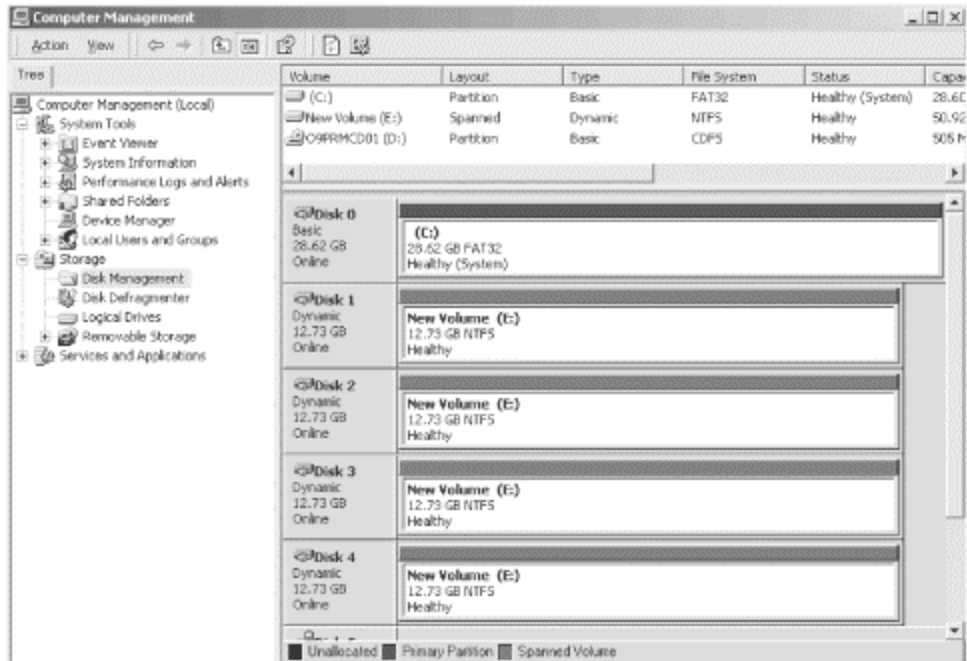 Computer Management
Action View
Tree
Computer Management (Local)
System Tools
Event Viewer
System Information
Performance Logs and Alerts
Shared Folders
Device Manager
Local Users and Groups
Storage
Disk Management
Disk Defragmenter
Logical Drives
Removable Storage
Services and Applications
Volume Layout Type File System Status
(C:) Partition Basic FAT32 Healthy (System)
New Volume (E:) Spanned Dynamic NTFS Healthy 50.92
(D:) Partition Basic CDFS Healthy
Disk 0
Basic
28.62 GB
Online
(C:)
28.62 GB FAT32
Healthy (System)
Disk 1
Dynamic
12.73 GB
Online
New Volume (E:)
12.73 GB NTFS
Healthy
Disk 2
Dynamic
12.73 GB
Online
New Volume (E:)
12.73 GB NTFS
Healthy
Disk 3
Dynamic
12.73 GB
Online
New Volume (E:)
12.73 GB NTFS
Healthy
Disk 4
Dynamic
12.73 GB
Online
New Volume (E:)
12.73 GB NTFS
Healthy
Unallocated Primary Partition Spanned Volume